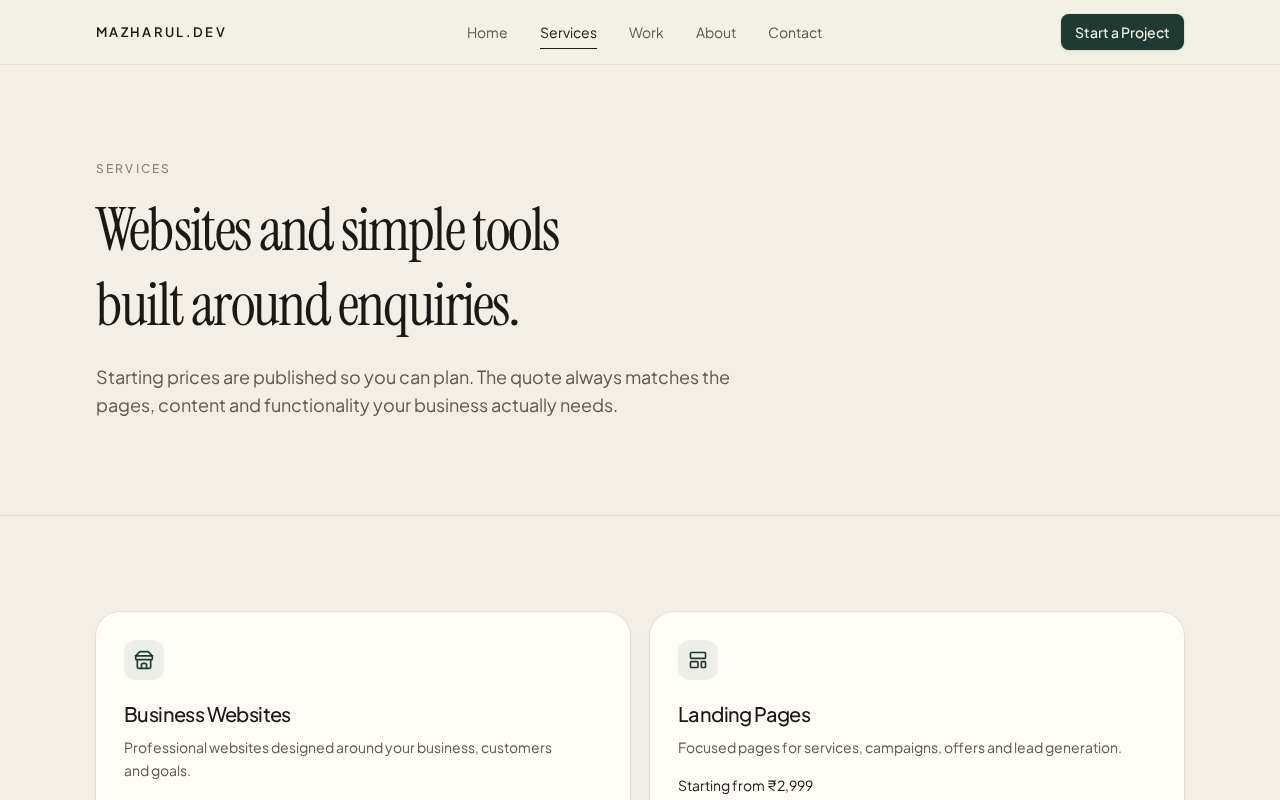 MAZHARUL.DEV
Home
Services
Work
About
Contact
Start a Project
SERVICES
Websites and simple tools
built around enquiries.
Starting prices are published so you can plan. The quote always matches the
pages, content and functionality your business actually needs.
Business Websites
Professional websites designed around your business, customers
and goals.
Landing Pages
Focused pages for services, campaigns, offers and lead generation.
Starting from ₹2,999